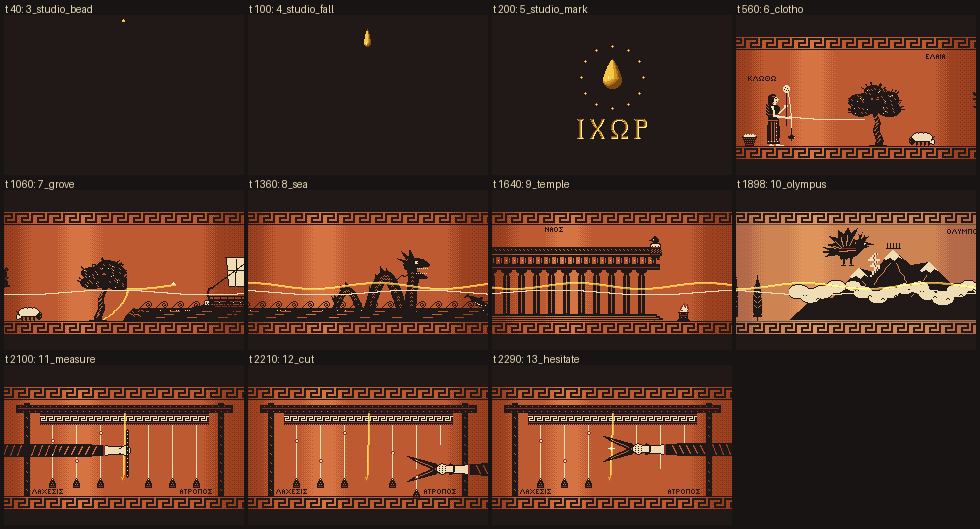 t 40: 3_studio_bead
t 100: 4_studio_fall
t 200: 5_studio_mark
t 560: 6_clotho
ΙΧΩΡ
ΚΛΩΘΩ
ΕΛΑΙΑ
t 1060: 7_grove
t 1360: 8_sea
t 1640: 9_temple
t 1898: 10_olympus
ΝΑΟΣ
ΟΛΥΜΠΟ
t 2100: 11_measure
t 2210: 12_cut
t 2290: 13_hesitate
ΛΑΧΕΣΙΣ
ΑΤΡΟΠΟΣ
ΛΑΧΕΣΙΣ
ΑΤΡΟΠΟΣ
ΛΑΧΕΣΙΣ
ΑΤΡΟΠΟΣ